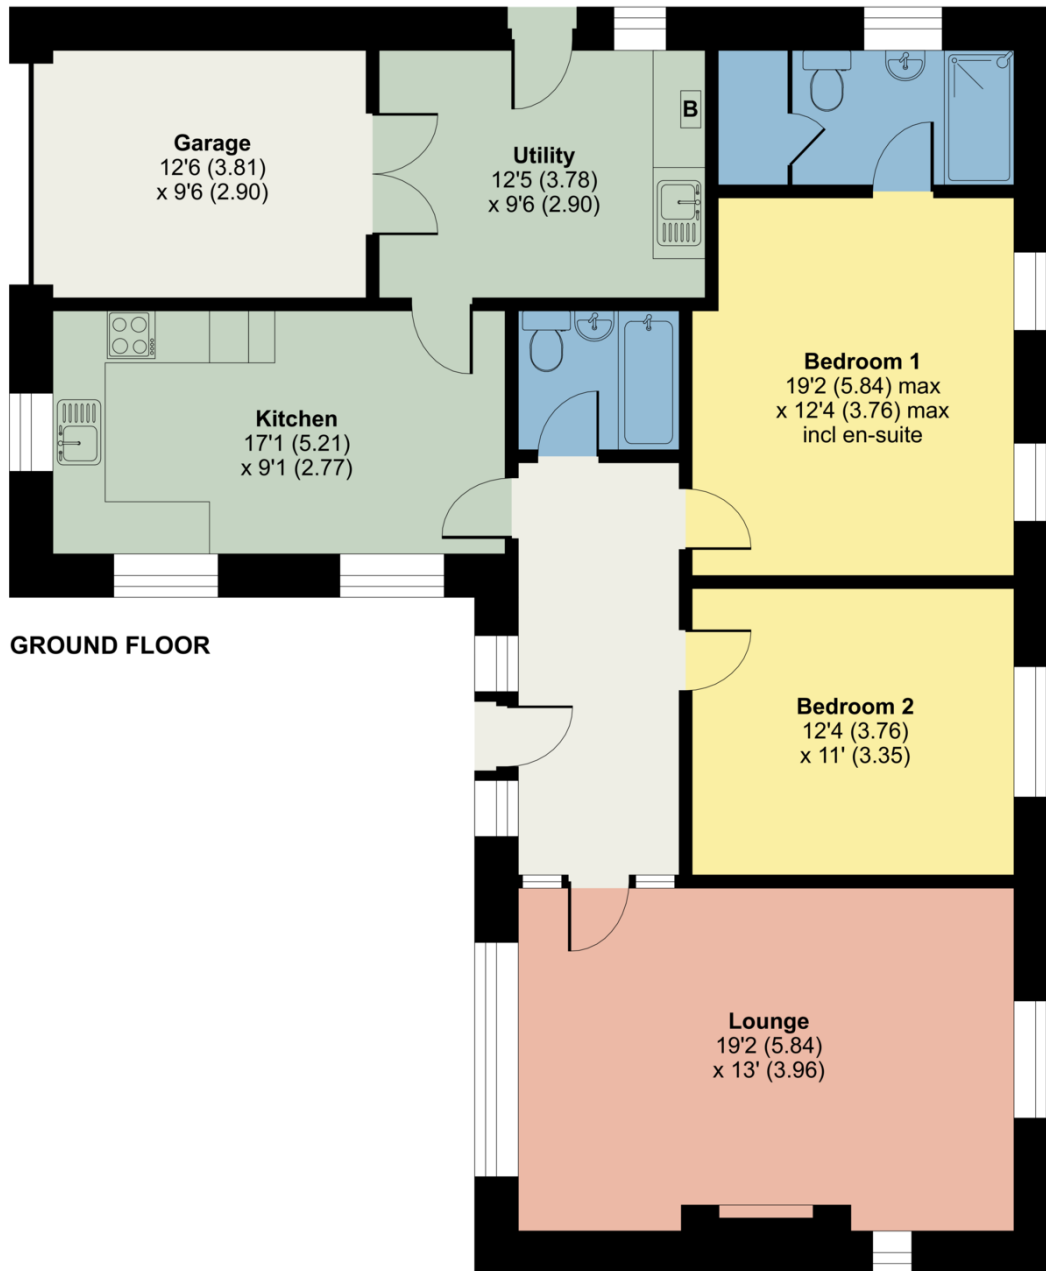 Garage
12'6 (3.81)
x 9'6 (2.90)
Utility
12'5 (3.78)
x 9'6 (2.90)
B
Bedroom 1
19'2 (5.84) max
x 12'4 (3.76) max
incl en-suite
Kitchen
17'1 (5.21)
x 9'1 (2.77)
GROUND FLOOR
Bedroom 2
12'4 (3.76)
x 11' (3.35)
Lounge
19'2 (5.84)
x 13' (3.96)